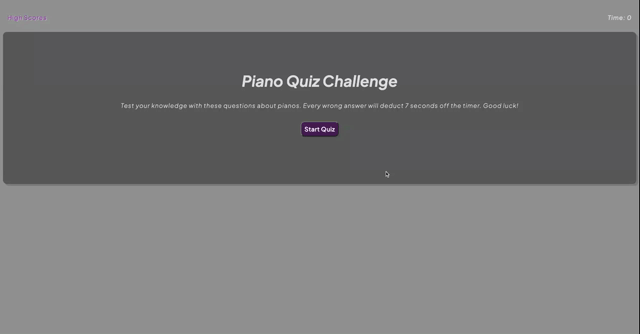 High Scores
Time: 0
Piano Quiz Challenge
Test your knowledge with these questions about pianos. Every wrong answer will deduct 7 seconds off the timer. Good luck!
Start Quiz